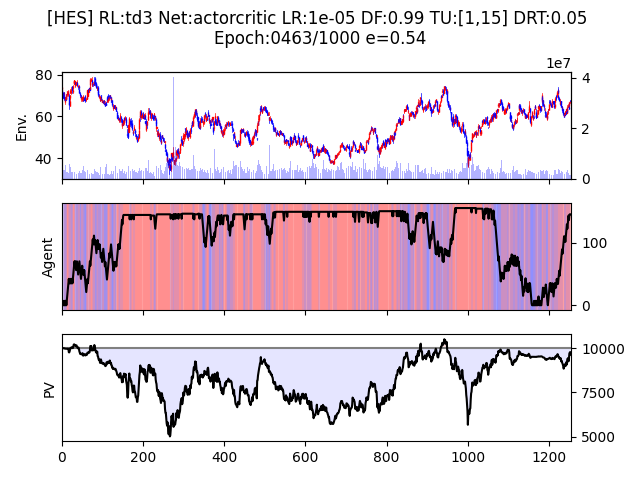 [HES] RL:td3 Net:actorcritic LR:1e-05 DF:0.99 TU:[1,15] DRT:0.05
Epoch:0463/1000 e=0.54
1e7
80
60
40
Env.
4
2
0
Agent
100
0
PV
10000
7500
5000
0 200 400 600 800 1000 1200